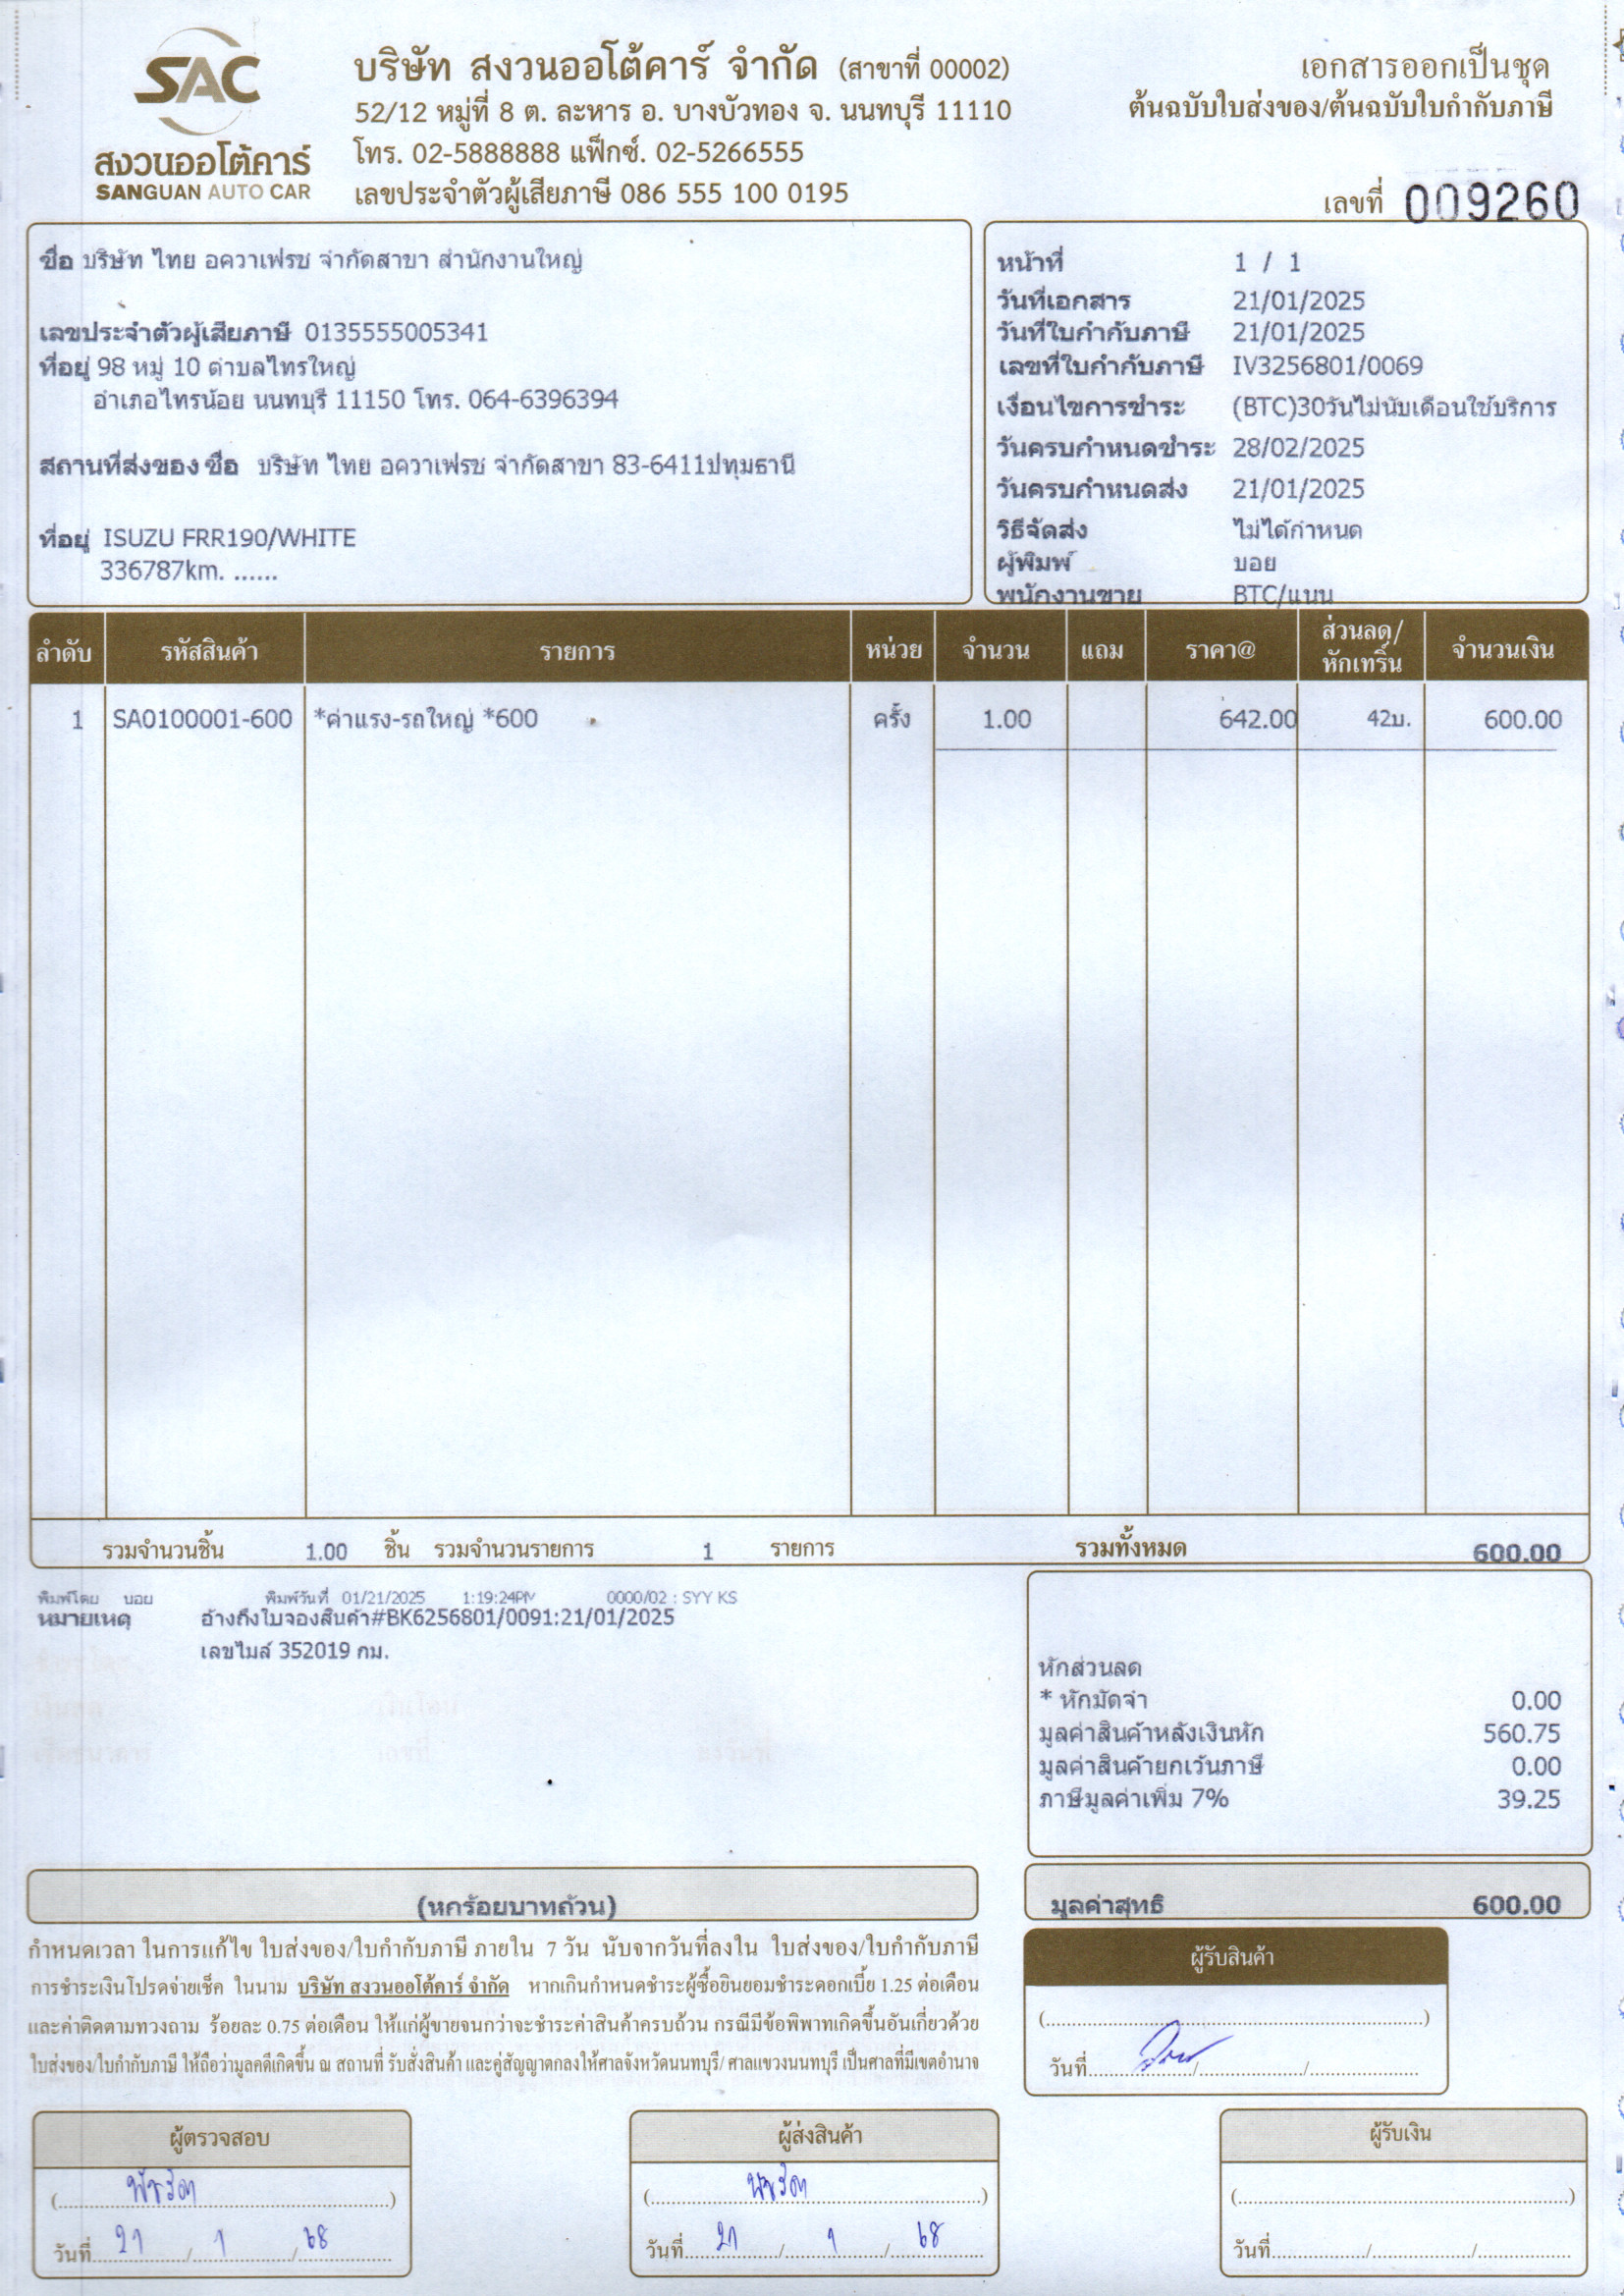 SAC
สงวนออโต้คาร์
SANGUAN AUTO CAR
บริษัท สงวนออโต้คาร์ จำกัด (สาขาที่ 00002)
52/12 หมู่ที่ 8 ต. ละหาร อ. บางบัวทอง จ. นนทบุรี 11110
โทร. 02-5888888 แฟ็กซ์. 02-5266555
เลขประจำตัวผู้เสียภาษี 086 555 100 0195
เอกสารออกเป็นชุด
ต้นฉบับใบส่งของ/ต้นฉบับใบกำกับภาษี
เลขที่ 009260
ชื่อ บริษัท ไทย อควาเฟรช จำกัดสาขา สำนักงานใหญ่
เลขประจำตัวผู้เสียภาษี 0135555005341
ที่อยู่ 98 หมู่ 10 ตำบลไทรใหญ่
อำเภอไทรน้อย นนทบุรี 11150 โทร. 064-6396394
สถานที่ส่งของ ชื่อ บริษัท ไทย อควาเฟรช จำกัดสาขา 83-6411ปทุมธานี
ที่อยู่ ISUZU FRR190/WHITE
336787km. ......
หน้าที่ 1 / 1
วันที่เอกสาร 21/01/2025
วันที่ใบกำกับภาษี 21/01/2025
เลขที่ใบกำกับภาษี IV3256801/0069
เงื่อนไขการชำระ (BTC)30วันไม่นับเดือนใช้บริการ
วันครบกำหนดชำระ 28/02/2025
วันครบกำหนดส่ง 21/01/2025
วิธีจัดส่ง ไม่ได้กำหนด
ผู้พิมพ์ บอย
พนักงานขาย BTC/แนน
ลำดับ รหัสสินค้า รายการ หน่วย จำนวน แถม ราคา@ ส่วนลด/หักเทริ์น จำนวนเงิน
1 SA0100001-600 *ค่าแรง-รถใหญ่ *600 ครั้ง 1.00 642.00 42บ. 600.00
รวมจำนวนชิ้น 1.00 ชิ้น รวมจำนวนรายการ 1 รายการ รวมทั้งหมด 600.00
พิมพ์โดย บอย พิมพ์วันที่ 01/21/2025 1:19:24PM 0000/02 : SYY KS
หมายเหตุ อ้างถึงใบจองสินค้า#BK6256801/0091:21/01/2025
เลขไมล์ 352019 กม.
หักส่วนลด
* หักมัดจำ 0.00
มูลค่าสินค้าหลังเงินหัก 560.75
มูลค่าสินค้ายกเว้นภาษี 0.00
ภาษีมูลค่าเพิ่ม 7% 39.25
(หกร้อยบาทถ้วน)
มูลค่าสุทธิ 600.00
กำหนดเวลา ในการแก้ไข ใบส่งของ/ใบกำกับภาษี ภายใน 7 วัน นับจากวันที่ลงใน ใบส่งของ/ใบกำกับภาษี
การชำระเงินโปรดจ่ายเช็ค ในนาม บริษัท สงวนออโต้คาร์ จำกัด หากเกินกำหนดชำระผู้ซื้อยินยอมชำระดอกเบี้ย 1.25 ต่อเดือน
และค่าติดตามทวงถาม ร้อยละ 0.75 ต่อเดือน ให้แก่ผู้ขายจนกว่าจะชำระค่าสินค้าครบถ้วน กรณีมีข้อพิพาทเกิดขึ้นอันเกี่ยวด้วย
ใบส่งของ/ใบกำกับภาษี ให้ถือว่ามูลคดีเกิดขึ้น ณ สถานที่ รับสั่งสินค้า และคู่สัญญาตกลงให้ศาลจังหวัดนนทบุรี/ ศาลแขวงนนทบุรี เป็นศาลที่มีเขตอำนาจ
ผู้รับสินค้า
(..........)
วันที่........../........../..........
ผู้ตรวจสอบ
วันที่ 21 / 1 / 68
ผู้ส่งสินค้า
วันที่ 21 / 1 / 68
ผู้รับเงิน
(..........)
วันที่........../........../..........